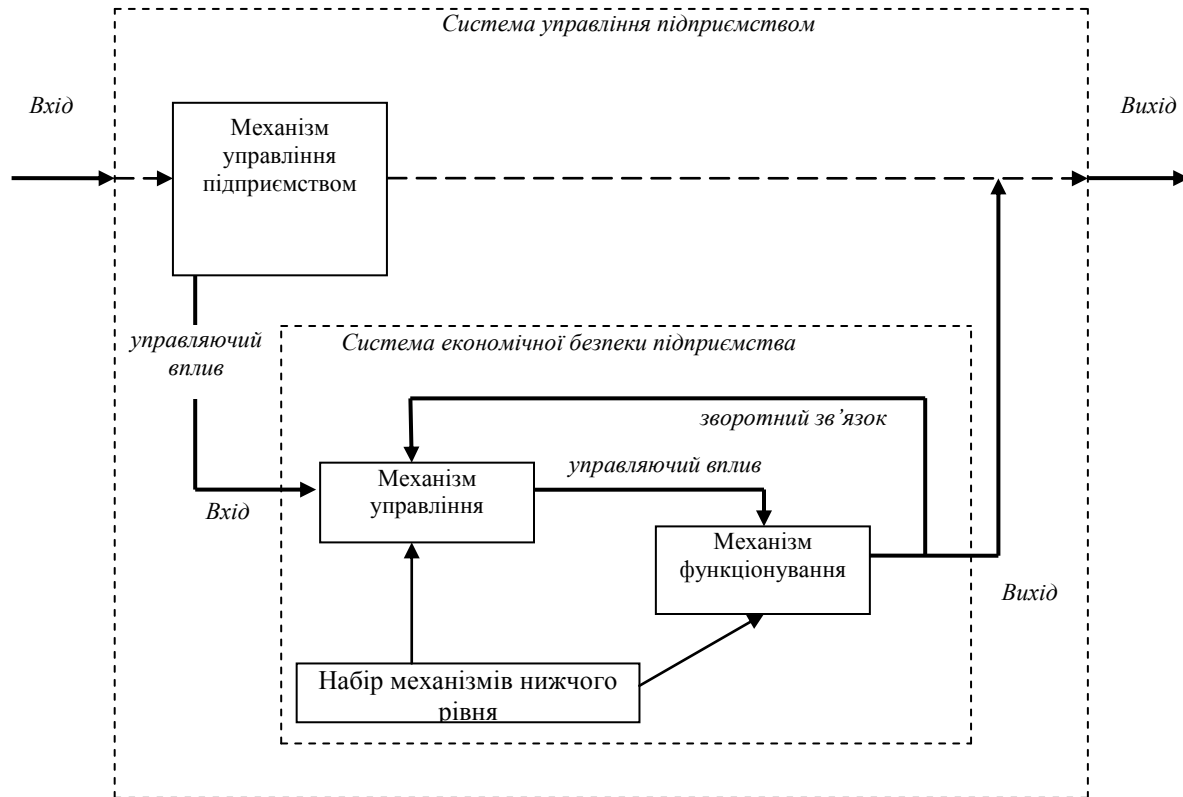 Система управління підприємством
Вхід
Вихід
Механізм
управління
підприємством
управляючий
вплив
Система економічної безпеки підприємства
зворотний зв’язок
управляючий вплив
Механізм
управління
Вхід
Механізм
функціонування
Вихід
Набір механізмів нижчого
рівня